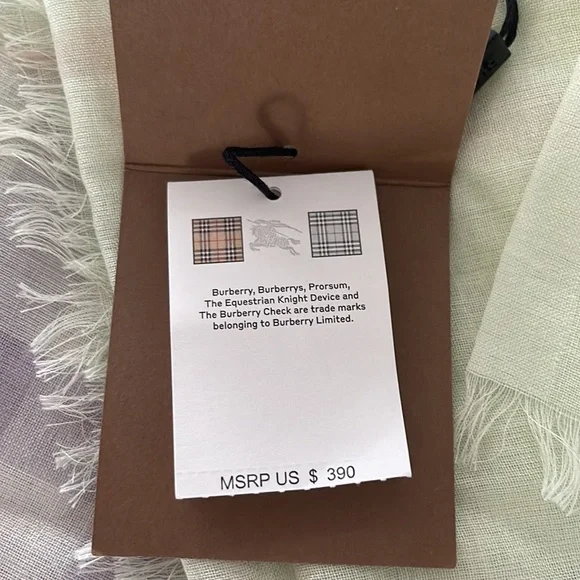 Burberry, Burberrys, Prorsum,
The Equestrian Knight Device and
The Burberry Check are trade marks
belonging to Burberry Limited.
MSRP US $ 390